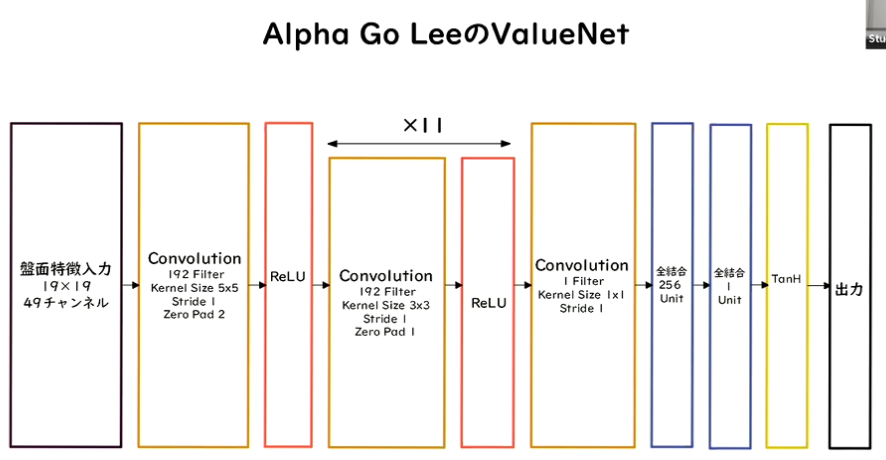 Alpha Go LeeのValueNet
Stu
×11
盤面特徴入力
19×19
49チャンネル
Convolution
192 Filter
Kernel Size 5x5
Stride 1
Zero Pad 2
ReLU
Convolution
192 Filter
Kernel Size 3x3
Stride 1
Zero Pad 1
ReLU
Convolution
1 Filter
Kernel Size 1x1
Stride 1
全結合
256
Unit
全結合
1
Unit
TanH
出力